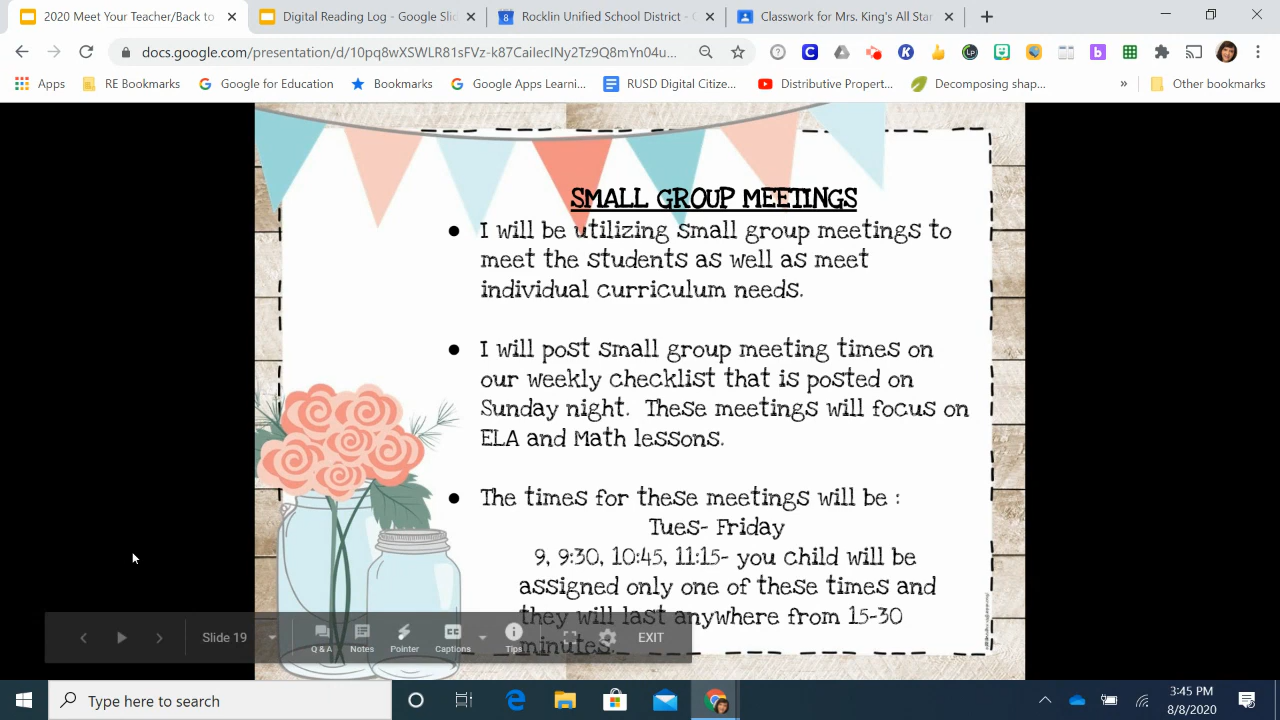 2020 Meet Your Teacher/Back to
Digital Reading Log - Google Slid
Rocklin Unified School District - C
Classwork for Mrs. King's All Star
docs.google.com/presentation/d/
RE Bookmarks
Apps
Google for Education
Bookmarks
Google Apps Learni...
RUSD Digital Citize...
Distributive Propert...
Decomposing shap...
»
Other bookmarks
SMALL GROUP MEETINGS
● I will be utilizing small group meetings to
meet the students as well as meet
individual curriculum needs.
● I will post small group meeting times on
our weekly checklist that is posted on
Sunday night. These meetings will focus on
ELA and Math lessons.
● The times for these meetings will be :
Tues- Friday
9, 9:30, 10:45, 11:15- you child will be
assigned only one of these times and
they will last anywhere from 15-30
minutes.
Slide 19
Q & A
Notes
Pointer
Captions
Tips
EXIT
Type here to search
3:45 PM
8/8/2020